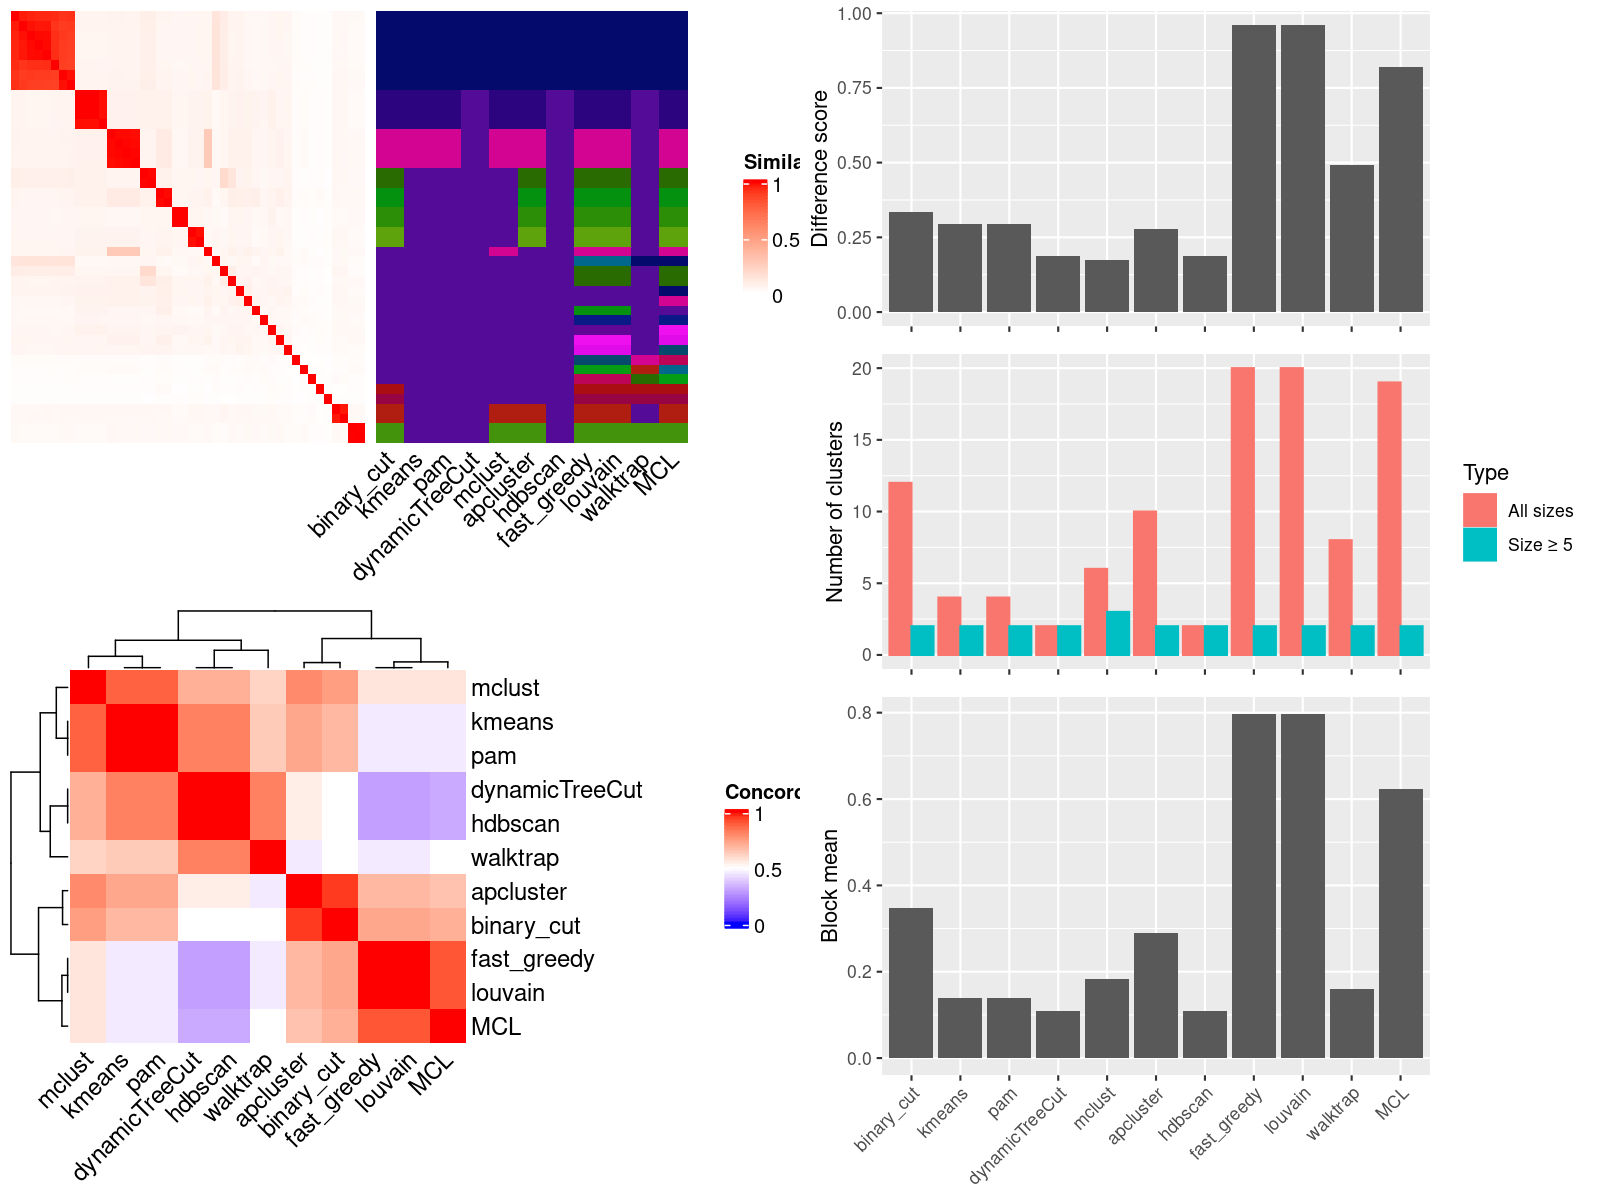 Simila
1
0.5
0
binary_cut
kmeans
pam
dynamicTreeCut
mclust
apcluster
hdbscan
fast_greedy
louvain
walktrap
MCL
mclust
kmeans
pam
dynamicTreeCut
hdbscan
walktrap
apcluster
binary_cut
fast_greedy
louvain
MCL
mclust
kmeans
pam
dynamicTreeCut
hdbscan
walktrap
apcluster
binary_cut
fast_greedy
louvain
MCL
Concord
1
0.5
0
Difference score
1.00
0.75
0.50
0.25
0.00
Number of clusters
20
15
10
5
0
Type
All sizes
Size ≥ 5
Block mean
0.8
0.6
0.4
0.2
0.0
binary_cut
kmeans
pam
dynamicTreeCut
mclust
apcluster
hdbscan
fast_greedy
louvain
walktrap
MCL